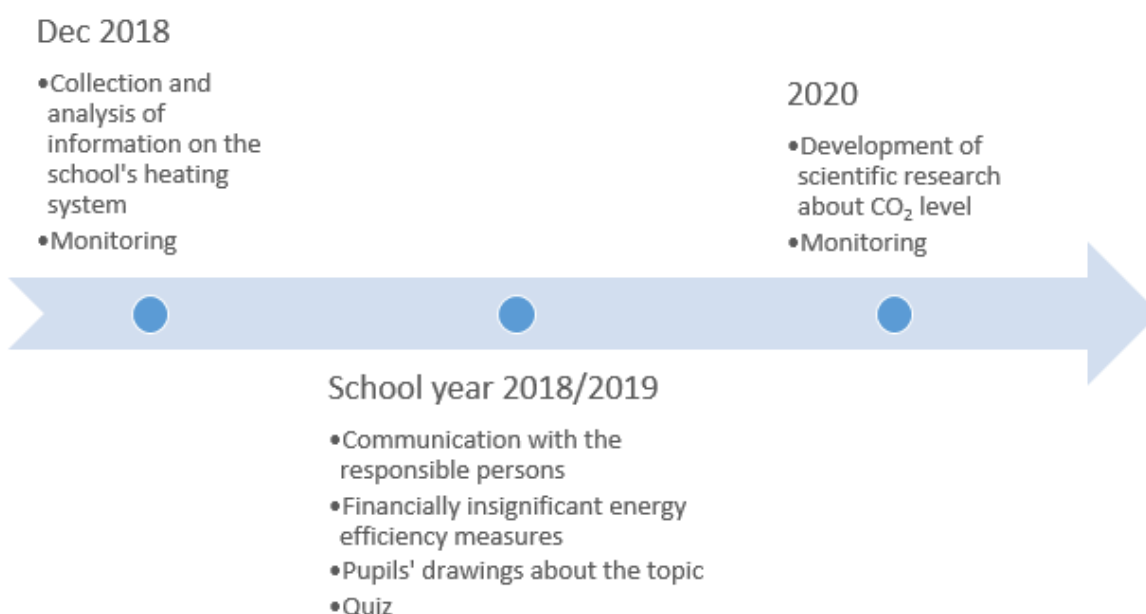 Dec 2018
•Collection and
analysis of
information on the
school's heating
system
•Monitoring
School year 2018/2019
•Communication with the
responsible persons
•Financially insignificant energy
efficiency measures
•Pupils' drawings about the topic
•Quiz
2020
•Development of
scientific research
about CO₂ level
•Monitoring